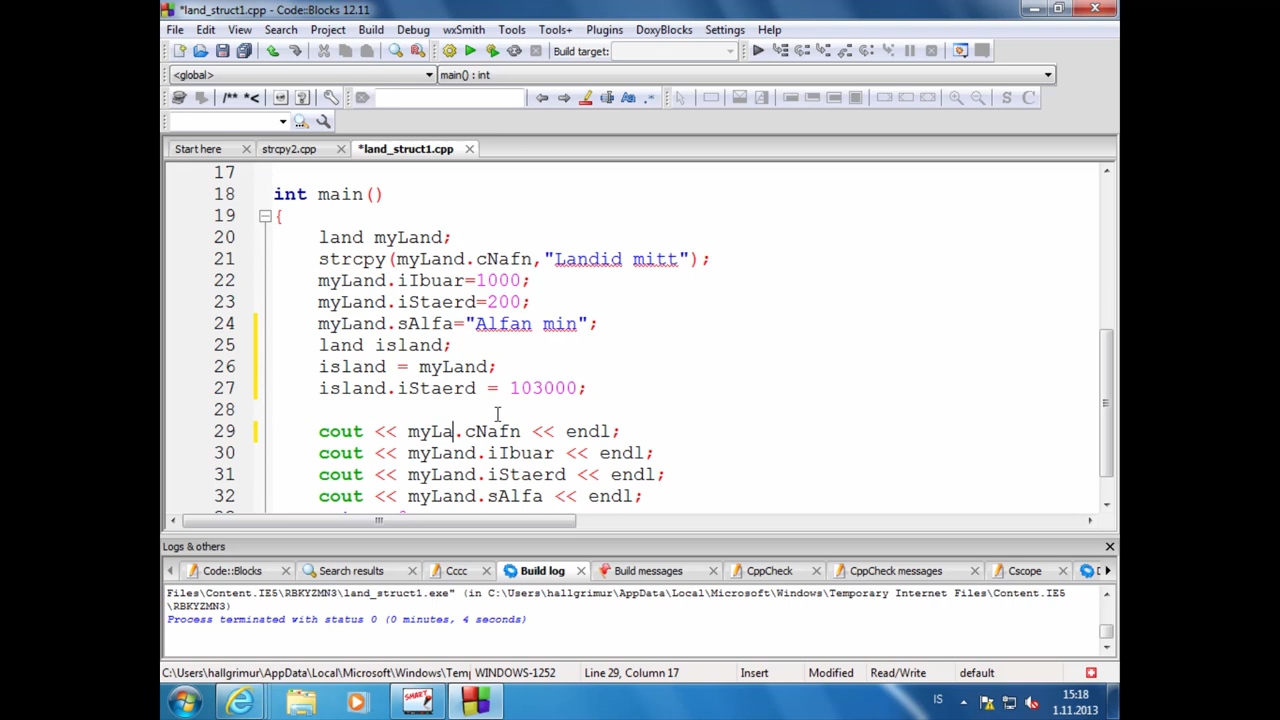 *land_struct1.cpp - Code::Blocks 12.11
File Edit View Search Project Build Debug wxSmith Tools Tools+ Plugins DoxyBlocks Settings Help
Build target:
<global> main() : int
/** *<
Aa .* S C
Start here strcpy2.cpp *land_struct1.cpp
17
18 int main()
19 {
20 land myLand;
21 strcpy(myLand.cNafn,"Landid mitt");
22 myLand.iIbuar=1000;
23 myLand.iStaerd=200;
24 myLand.sAlfa="Alfan min";
25 land island;
26 island = myLand;
27 island.iStaerd = 103000;
28
29 cout << myLa.cNafn << endl;
30 cout << myLand.iIbuar << endl;
31 cout << myLand.iStaerd << endl;
32 cout << myLand.sAlfa << endl;
Logs & others
Code::Blocks Search results Cccc Build log Build messages CppCheck CppCheck messages Cscope
Files\Content.IE5\RBKYZMN3\land_struct1.exe" (in C:\Users\hallgrimur\AppData\Local\Microsoft\Windows\Temporary Internet Files\Content.IE5
\RBKYZMN3)
Process terminated with status 0 (0 minutes, 4 seconds)
C:\Users\hallgrimur\AppData\Local\Microsoft\Windows\Temp WINDOWS-1252 Line 29, Column 17 Insert Modified Read/Write default
SMART IS 15:18
1.11.2013